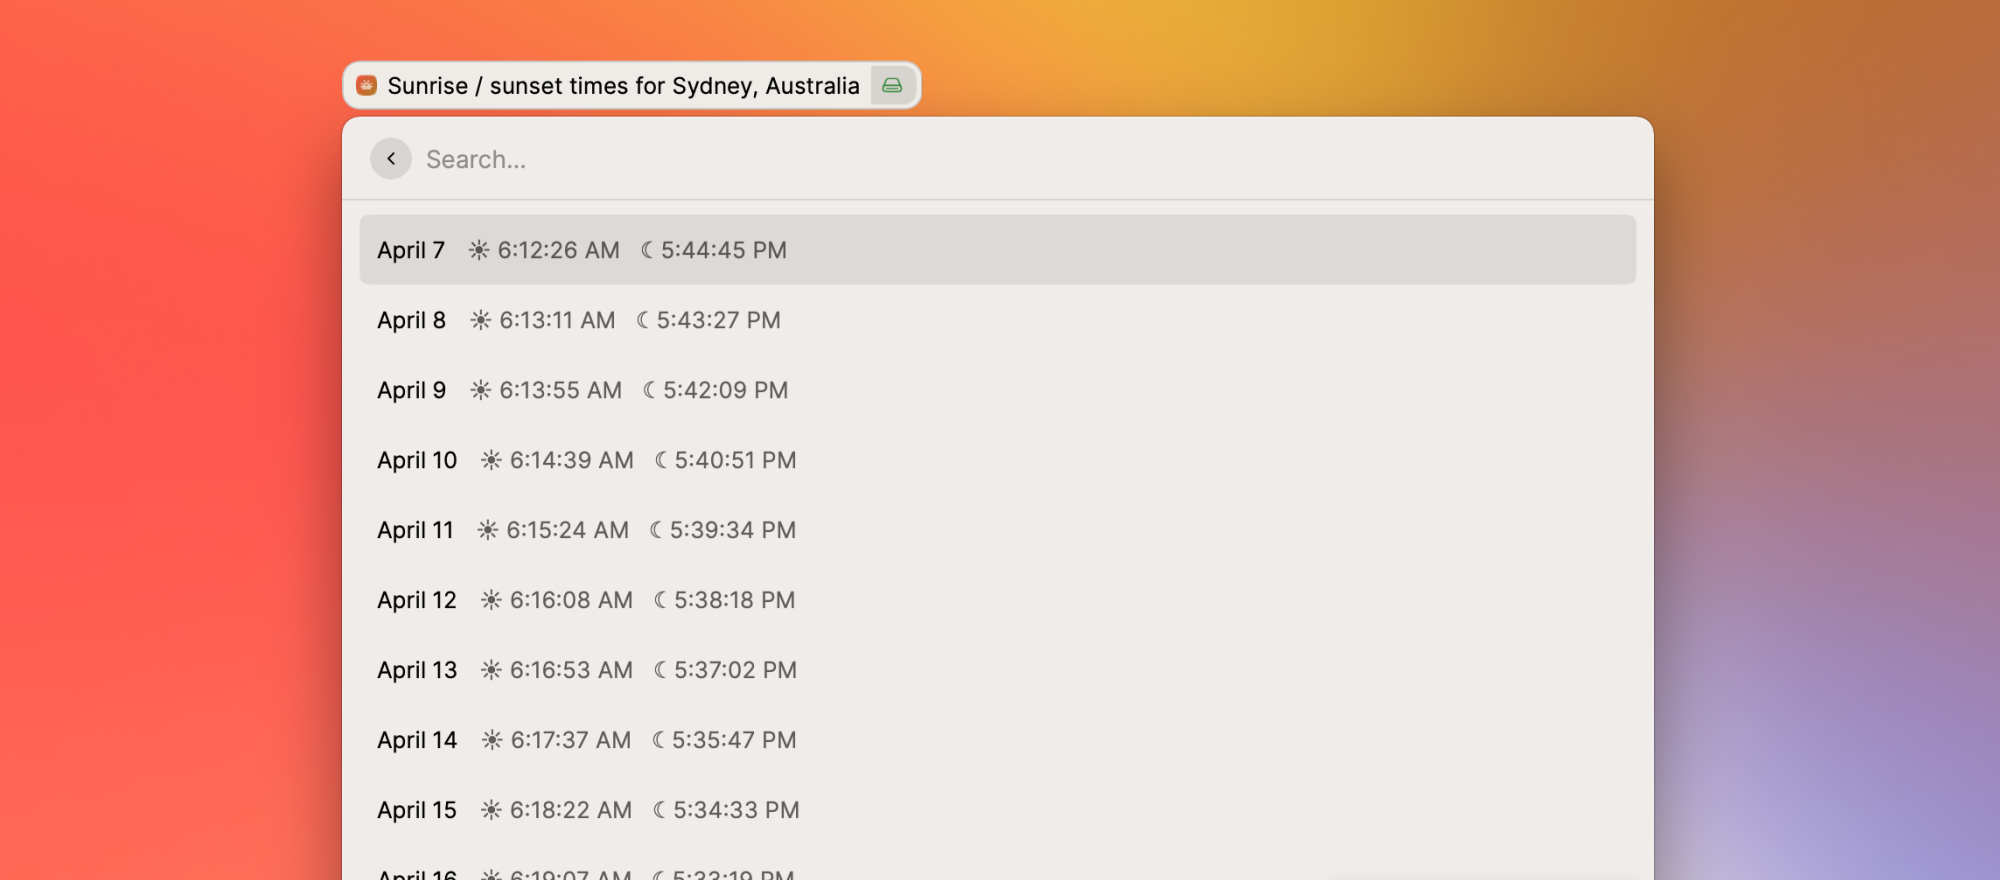 Sunrise / sunset times for Sydney, Australia
Search...
April 7 ☀ 6:12:26 AM ☾ 5:44:45 PM
April 8 ☀ 6:13:11 AM ☾ 5:43:27 PM
April 9 ☀ 6:13:55 AM ☾ 5:42:09 PM
April 10 ☀ 6:14:39 AM ☾ 5:40:51 PM
April 11 ☀ 6:15:24 AM ☾ 5:39:34 PM
April 12 ☀ 6:16:08 AM ☾ 5:38:18 PM
April 13 ☀ 6:16:53 AM ☾ 5:37:02 PM
April 14 ☀ 6:17:37 AM ☾ 5:35:47 PM
April 15 ☀ 6:18:22 AM ☾ 5:34:33 PM
April 16 ☀ 6:19:07 AM ☾ 5:33:19 PM